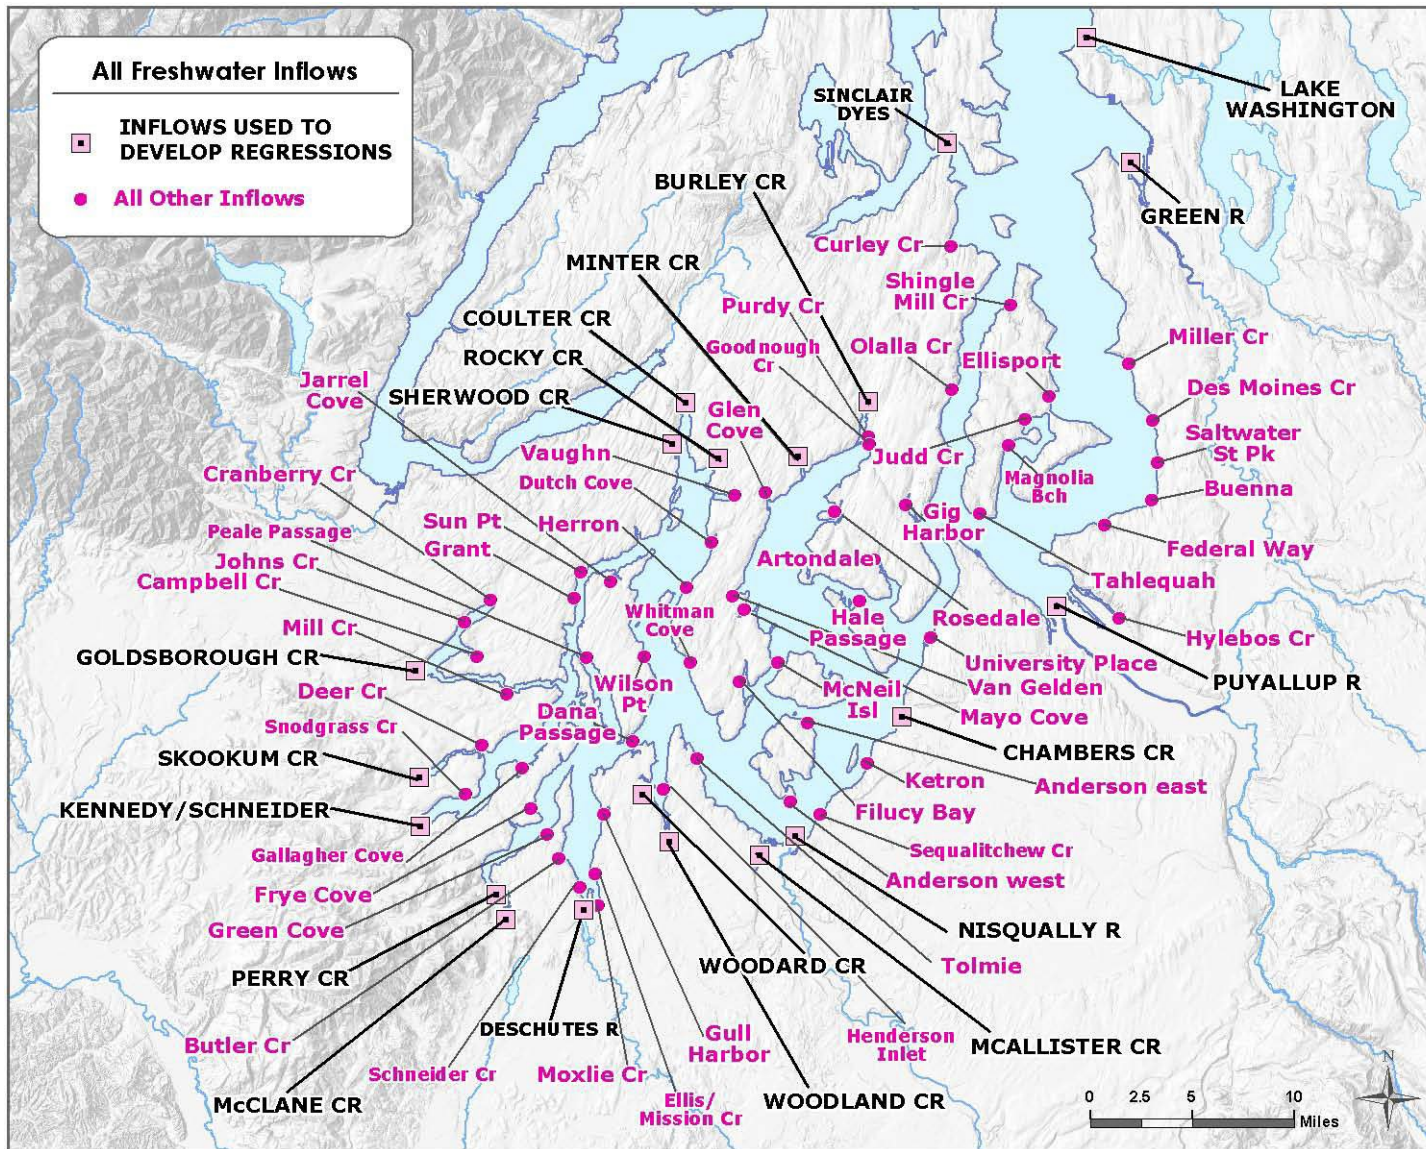 All Freshwater Inflows
INFLOWS USED TO
DEVELOP REGRESSIONS
All Other Inflows
LAKE
WASHINGTON
SINCLAIR
DYES
GREEN R
BURLEY CR
Curley Cr
MINTER CR
Shingle
Mill Cr
Purdy Cr
COULTER CR
Goodnough
Cr
Olalla Cr
Ellisport
Miller Cr
ROCKY CR
Jarrel
Cove
SHERWOOD CR
Des Moines Cr
Glen
Cove
Saltwater
St Pk
Vaughn
Judd Cr
Cranberry Cr
Dutch Cove
Magnolia
Bch
Buenna
Sun Pt
Herron
Gig
Harbor
Peale Passage
Grant
Federal Way
Johns Cr
Artondale
Campbell Cr
Tahlequah
Whitman
Cove
Hale
Passage
Rosedale
Hylebos Cr
Mill Cr
GOLDSBOROUGH CR
University Place
Wilson
Pt
McNeil
Isl
Van Gelden
PUYALLUP R
Deer Cr
Dana
Passage
Mayo Cove
Snodgrass Cr
CHAMBERS CR
SKOOKUM CR
Ketron
Anderson east
KENNEDY/SCHNEIDER
Filucy Bay
Gallagher Cove
Sequalitchew Cr
Frye Cove
Anderson west
Green Cove
NISQUALLY R
PERRY CR
WOODARD CR
Tolmie
DESCHUTES R
Gull
Harbor
Henderson
Inlet
Butler Cr
MCALLISTER CR
Schneider Cr
Moxlie Cr
McCLANE CR
Ellis/
Mission Cr
WOODLAND CR
N
0 2.5 5 10
Miles